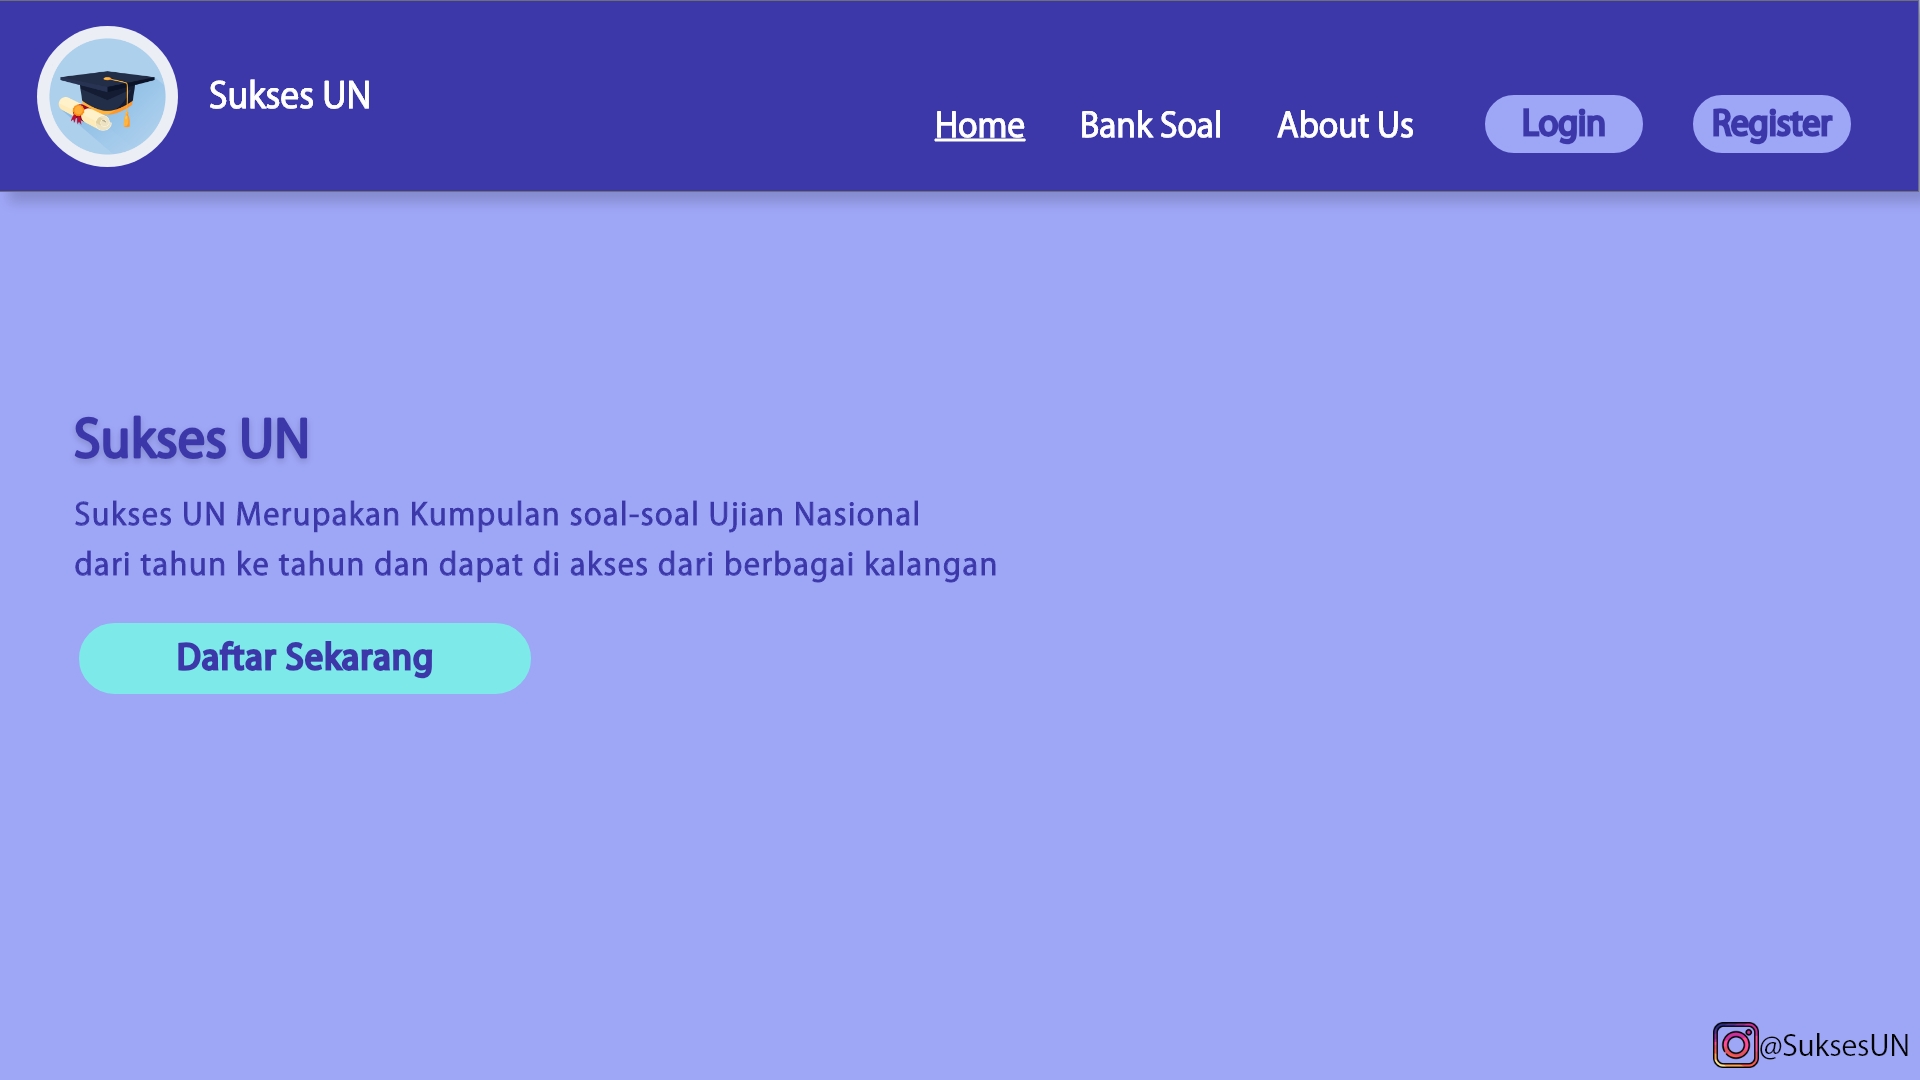 Sukses UN
Home
Bank Soal
About Us
Login
Register
Sukses UN
Sukses UN Merupakan Kumpulan soal-soal Ujian Nasional
dari tahun ke tahun dan dapat di akses dari berbagai kalangan
Daftar Sekarang
@SuksesUN